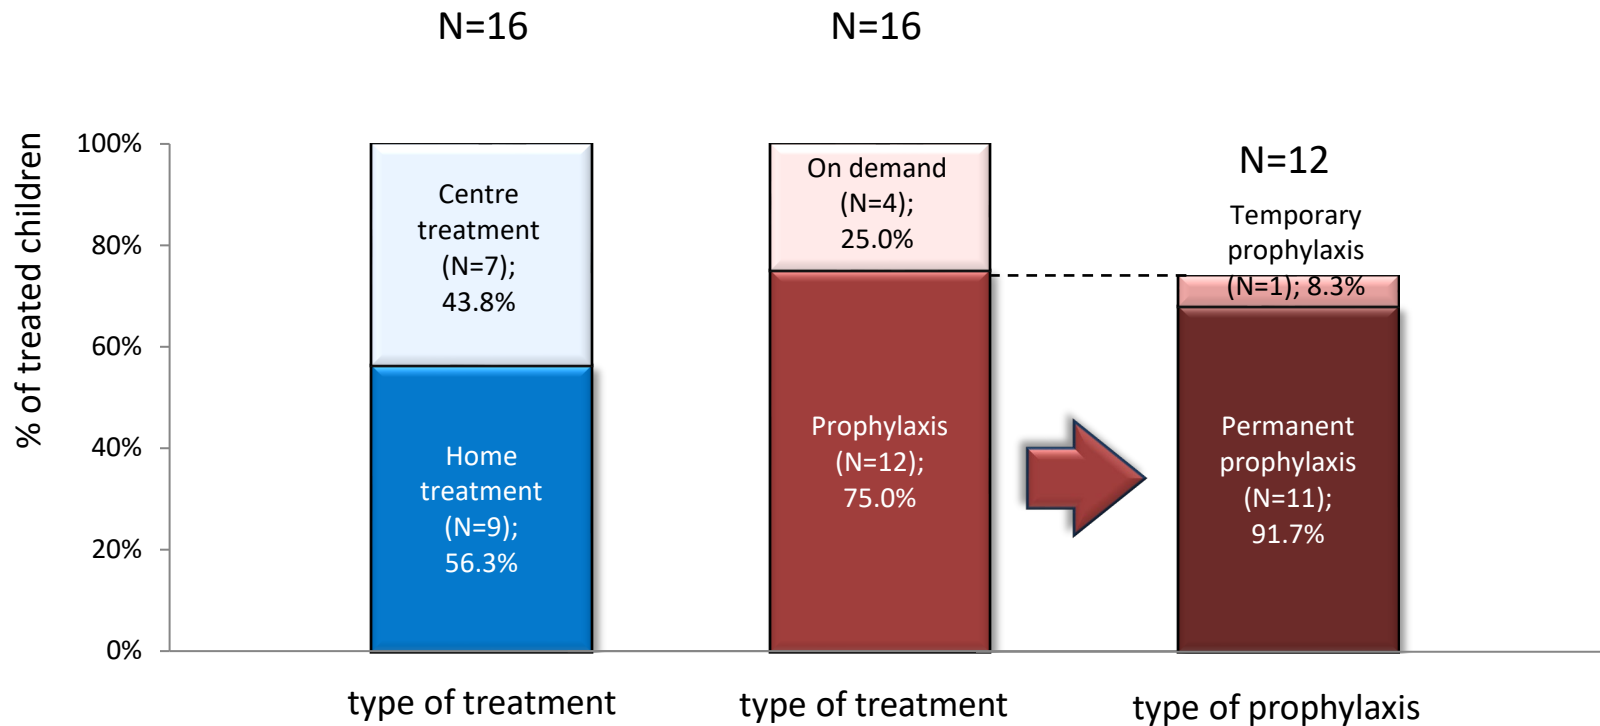 N=16
N=16
% of treated children
100%
80%
60%
40%
20%
0%
Centre
treatment
(N=7);
43.8%
Home
treatment
(N=9);
56.3%
On demand
(N=4);
25.0%
Prophylaxis
(N=12);
75.0%
N=12
Temporary
prophylaxis
(N=1); 8.3%
Permanent
prophylaxis
(N=11);
91.7%
type of treatment
type of treatment
type of prophylaxis